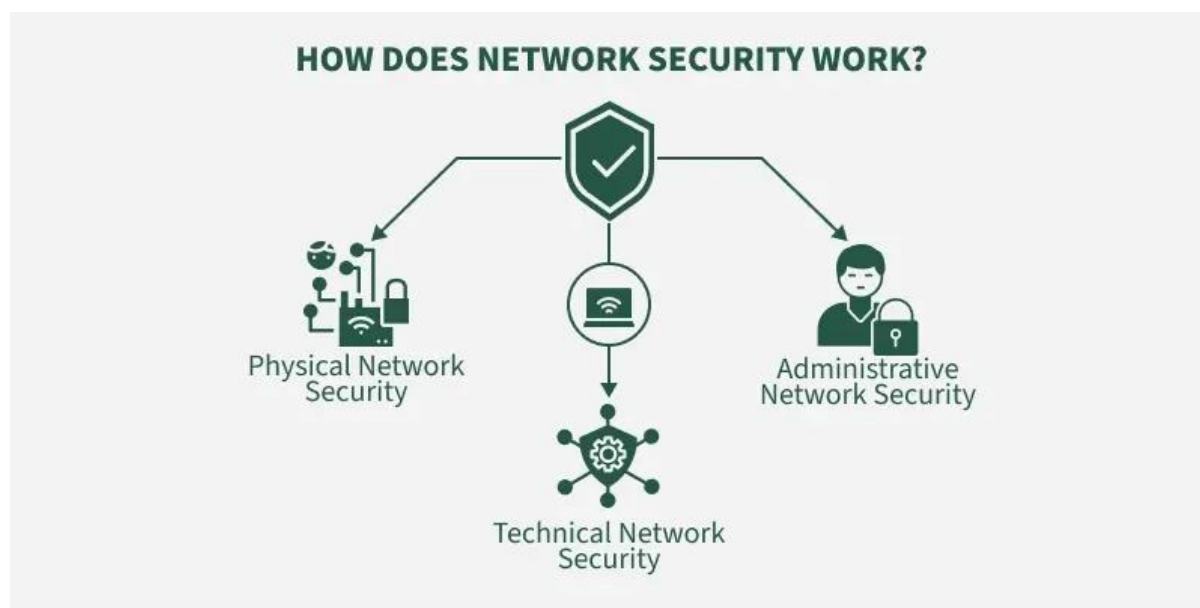 HOW DOES NETWORK SECURITY WORK?
Physical Network
Security
Administrative
Network Security
Technical Network
Security